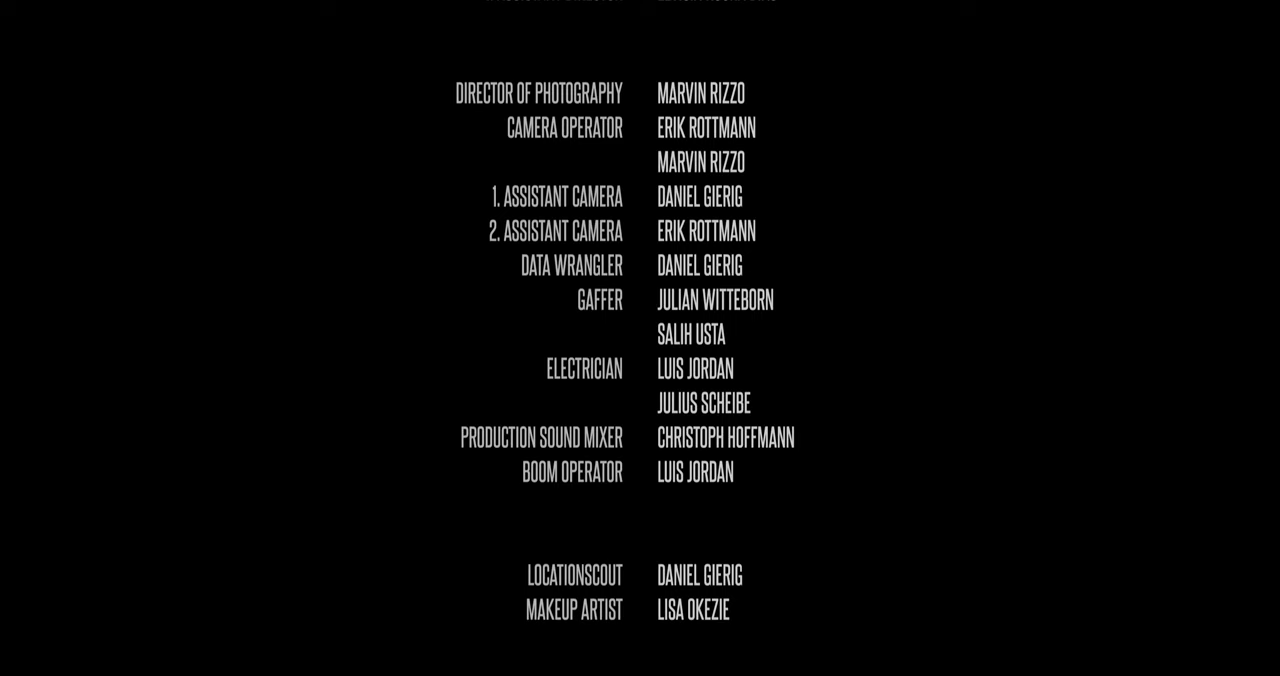 DIRECTOR OF PHOTOGRAPHY MARVIN RIZZO
CAMERA OPERATOR ERIK ROTTMANN
MARVIN RIZZO
1. ASSISTANT CAMERA DANIEL GIERIG
2. ASSISTANT CAMERA ERIK ROTTMANN
DATA WRANGLER DANIEL GIERIG
GAFFER JULIAN WITTEBORN
SALIH USTA
ELECTRICIAN LUIS JORDAN
JULIUS SCHEIBE
PRODUCTION SOUND MIXER CHRISTOPH HOFFMANN
BOOM OPERATOR LUIS JORDAN
LOCATIONSCOUT DANIEL GIERIG
MAKEUP ARTIST LISA OKEZIE